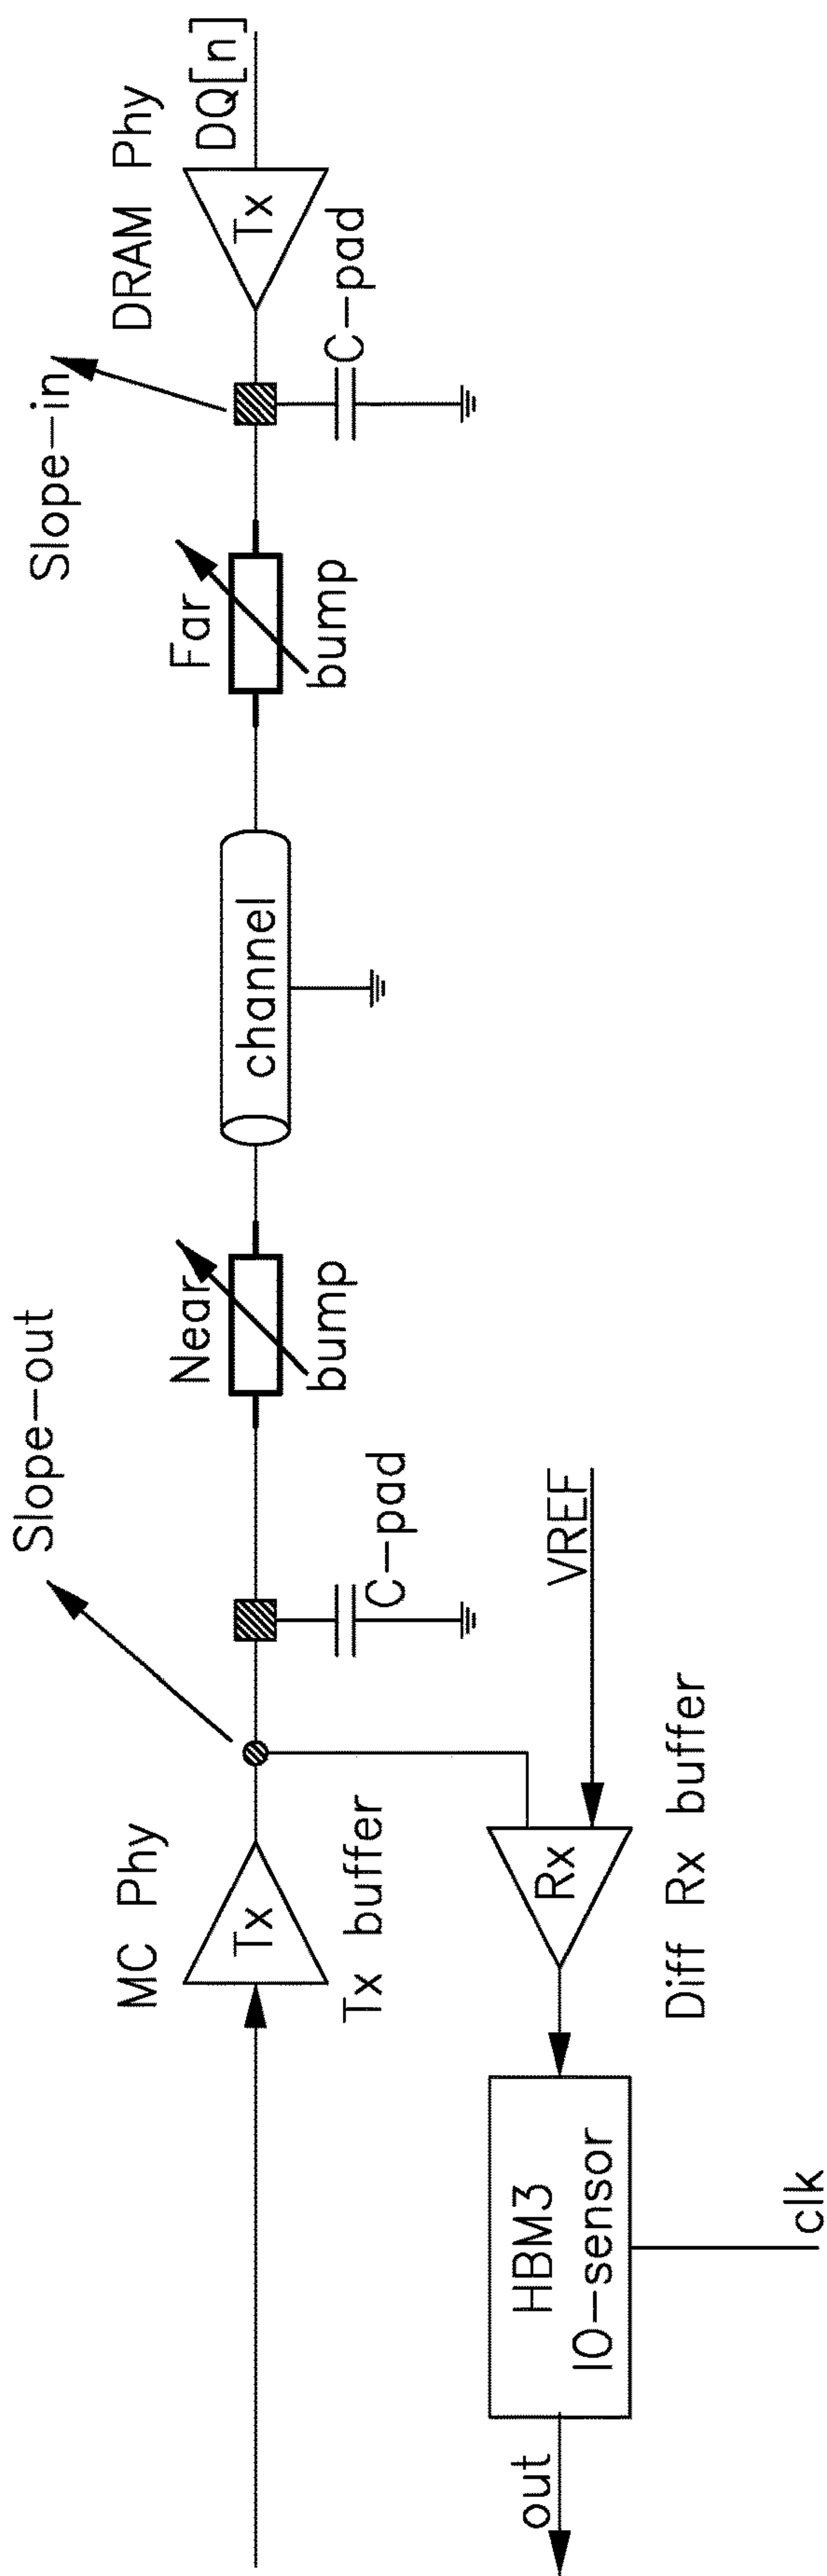 Slope-out
Slope-in
MC Phy
DRAM Phy
Near
Far
Tx
channel
Tx
DQ[n]
bump
bump
Tx buffer
C-pad
C-pad
VREF
HBM3
IO-sensor
Rx
out
Diff Rx buffer
clk